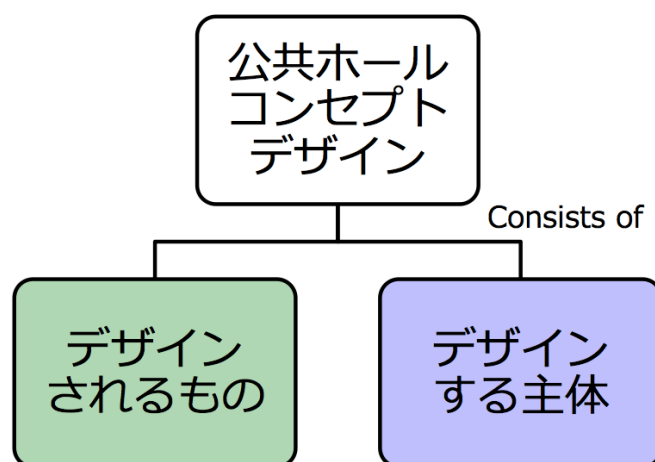 公共ホール
コンセプト
デザイン
Consists of
デザイン
されるもの
デザイン
する主体